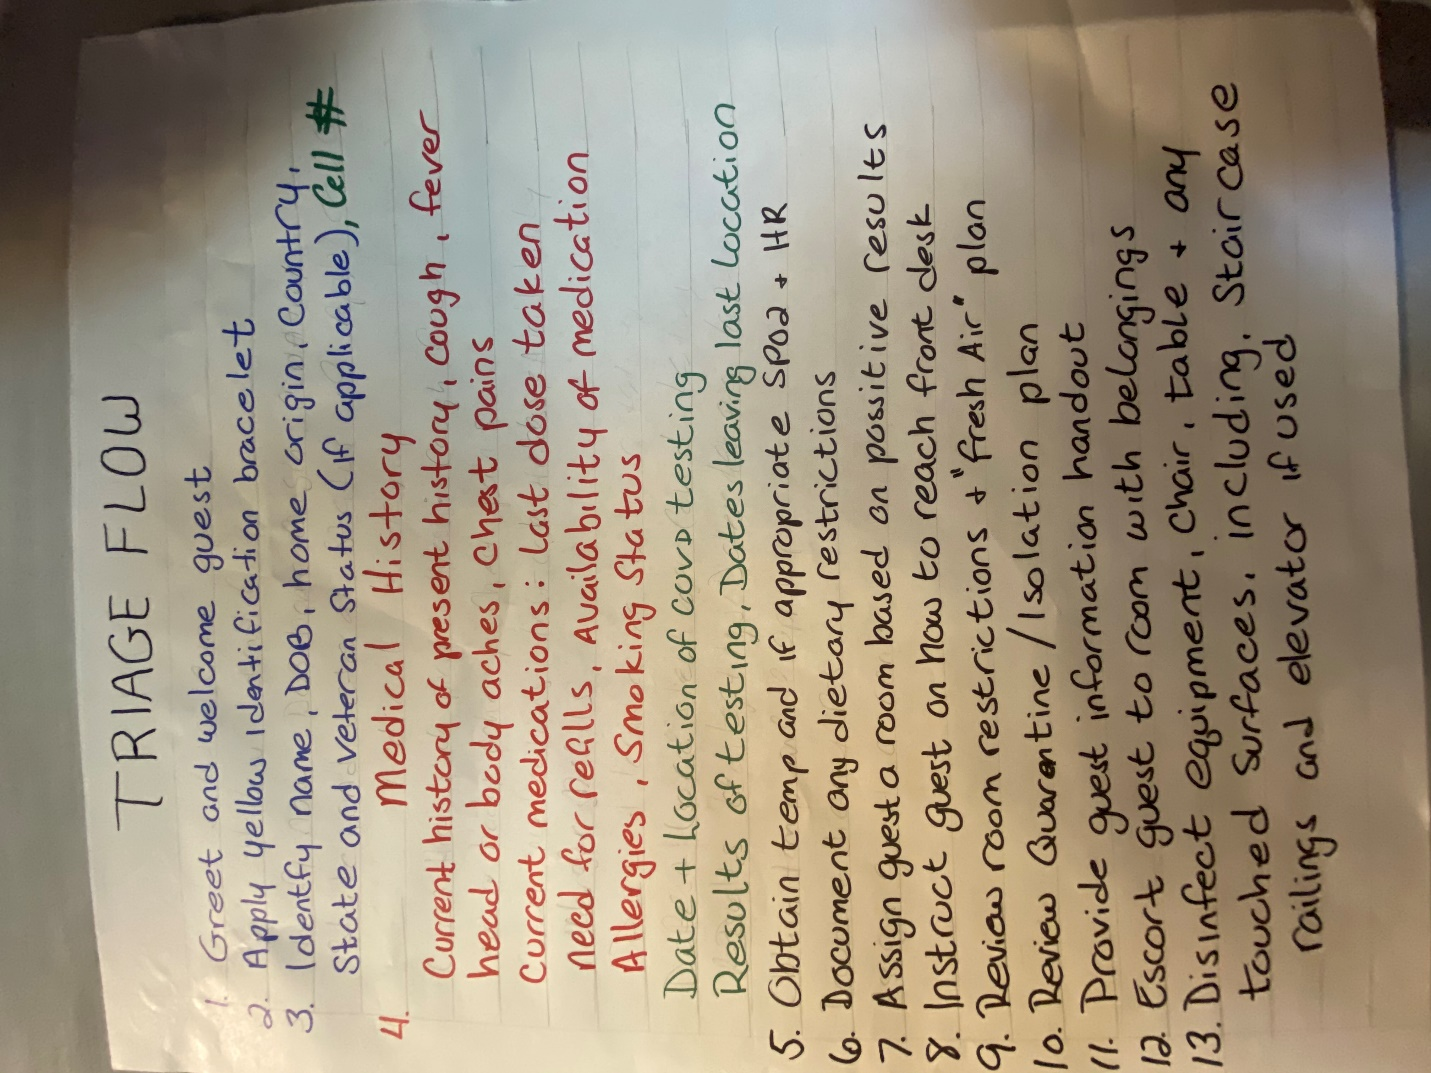 TRIAGE FLOW
1. Greet and welcome guest
2. Apply yellow identification bracelet
3. Identfy name, DOB, home origin, country,
State and veteran status (if applicable), Cell #
4. Medical History
Current history of present history, cough, fever
head or body aches, chest pains
Current medications: last dose taken
need for refills, Availability of medication
Allergies, Smoking Status
Date + Location of COVID testing
Results of testing, Dates leaving last location
5. Obtain temp and if appropriate SPO2 + HR
6. Document any dietary restrictions
7. Assign guest a room based on possitive results
8. Instruct guest on how to reach front desk
9. Review room restrictions + "Fresh Air" plan
10. Review Quarentine / Isolation plan
11. Provide guest information handout
12. Escort guest to room with belongings
13. Disinfect equipment, chair, table + any
touched surfaces, including, Staircase
railings and elevator if used